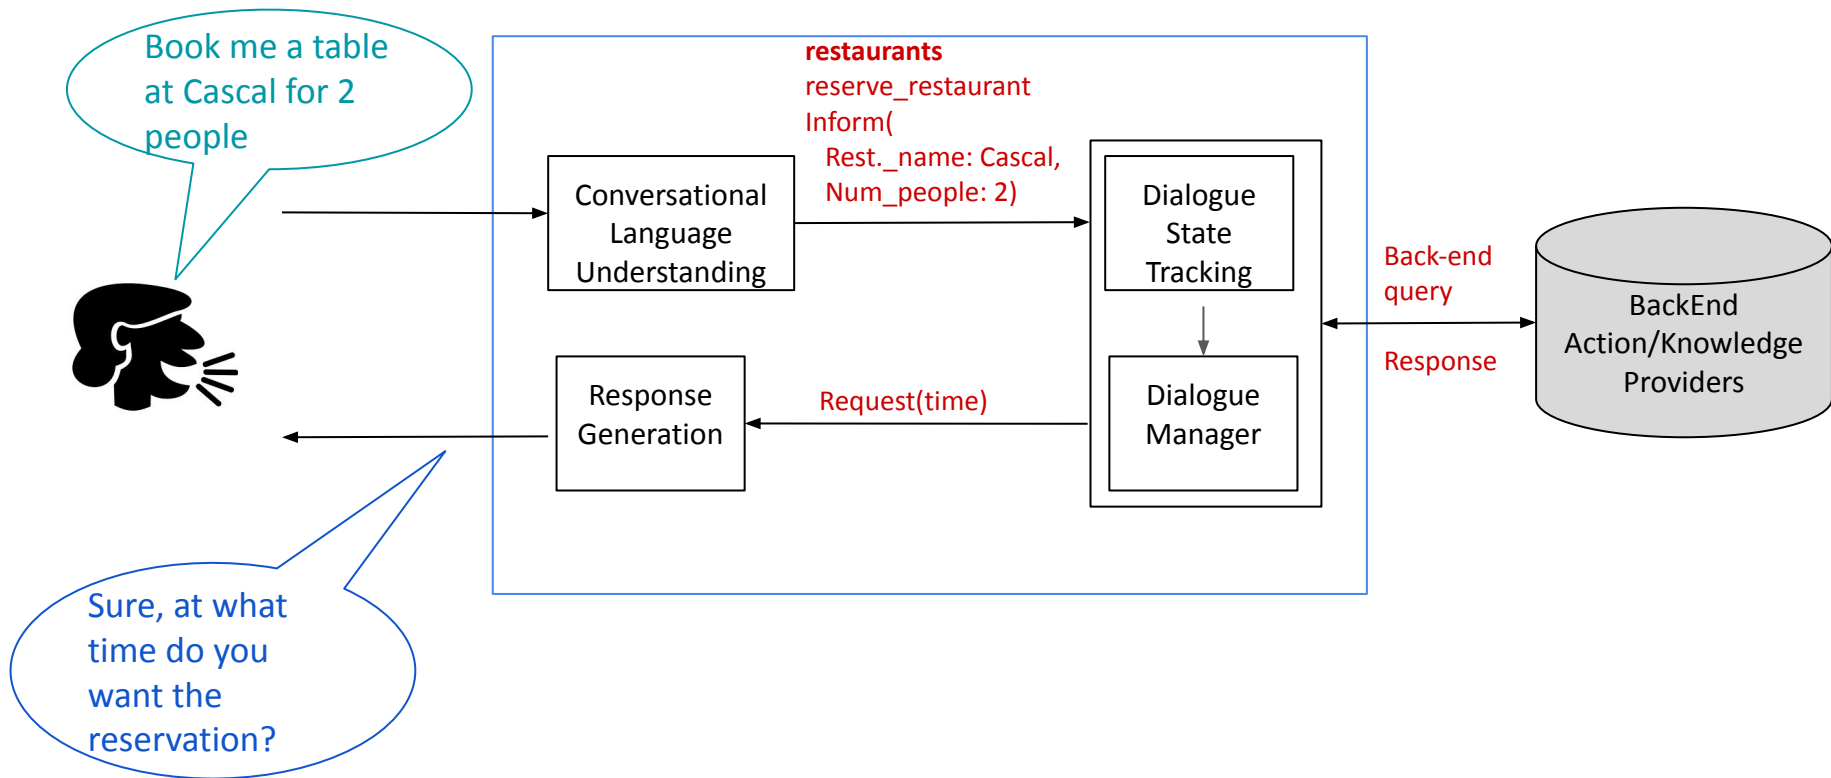 Book me a table
at Cascal for 2
people
restaurants
reserve_restaurant
Inform(
Rest._name: Cascal,
Num_people: 2)
Conversational
Language
Understanding
Dialogue
State
Tracking
Back-end
query
Response
BackEnd
Action/Knowledge
Providers
Response
Generation
Request(time)
Dialogue
Manager
Sure, at what
time do you
want the
reservation?